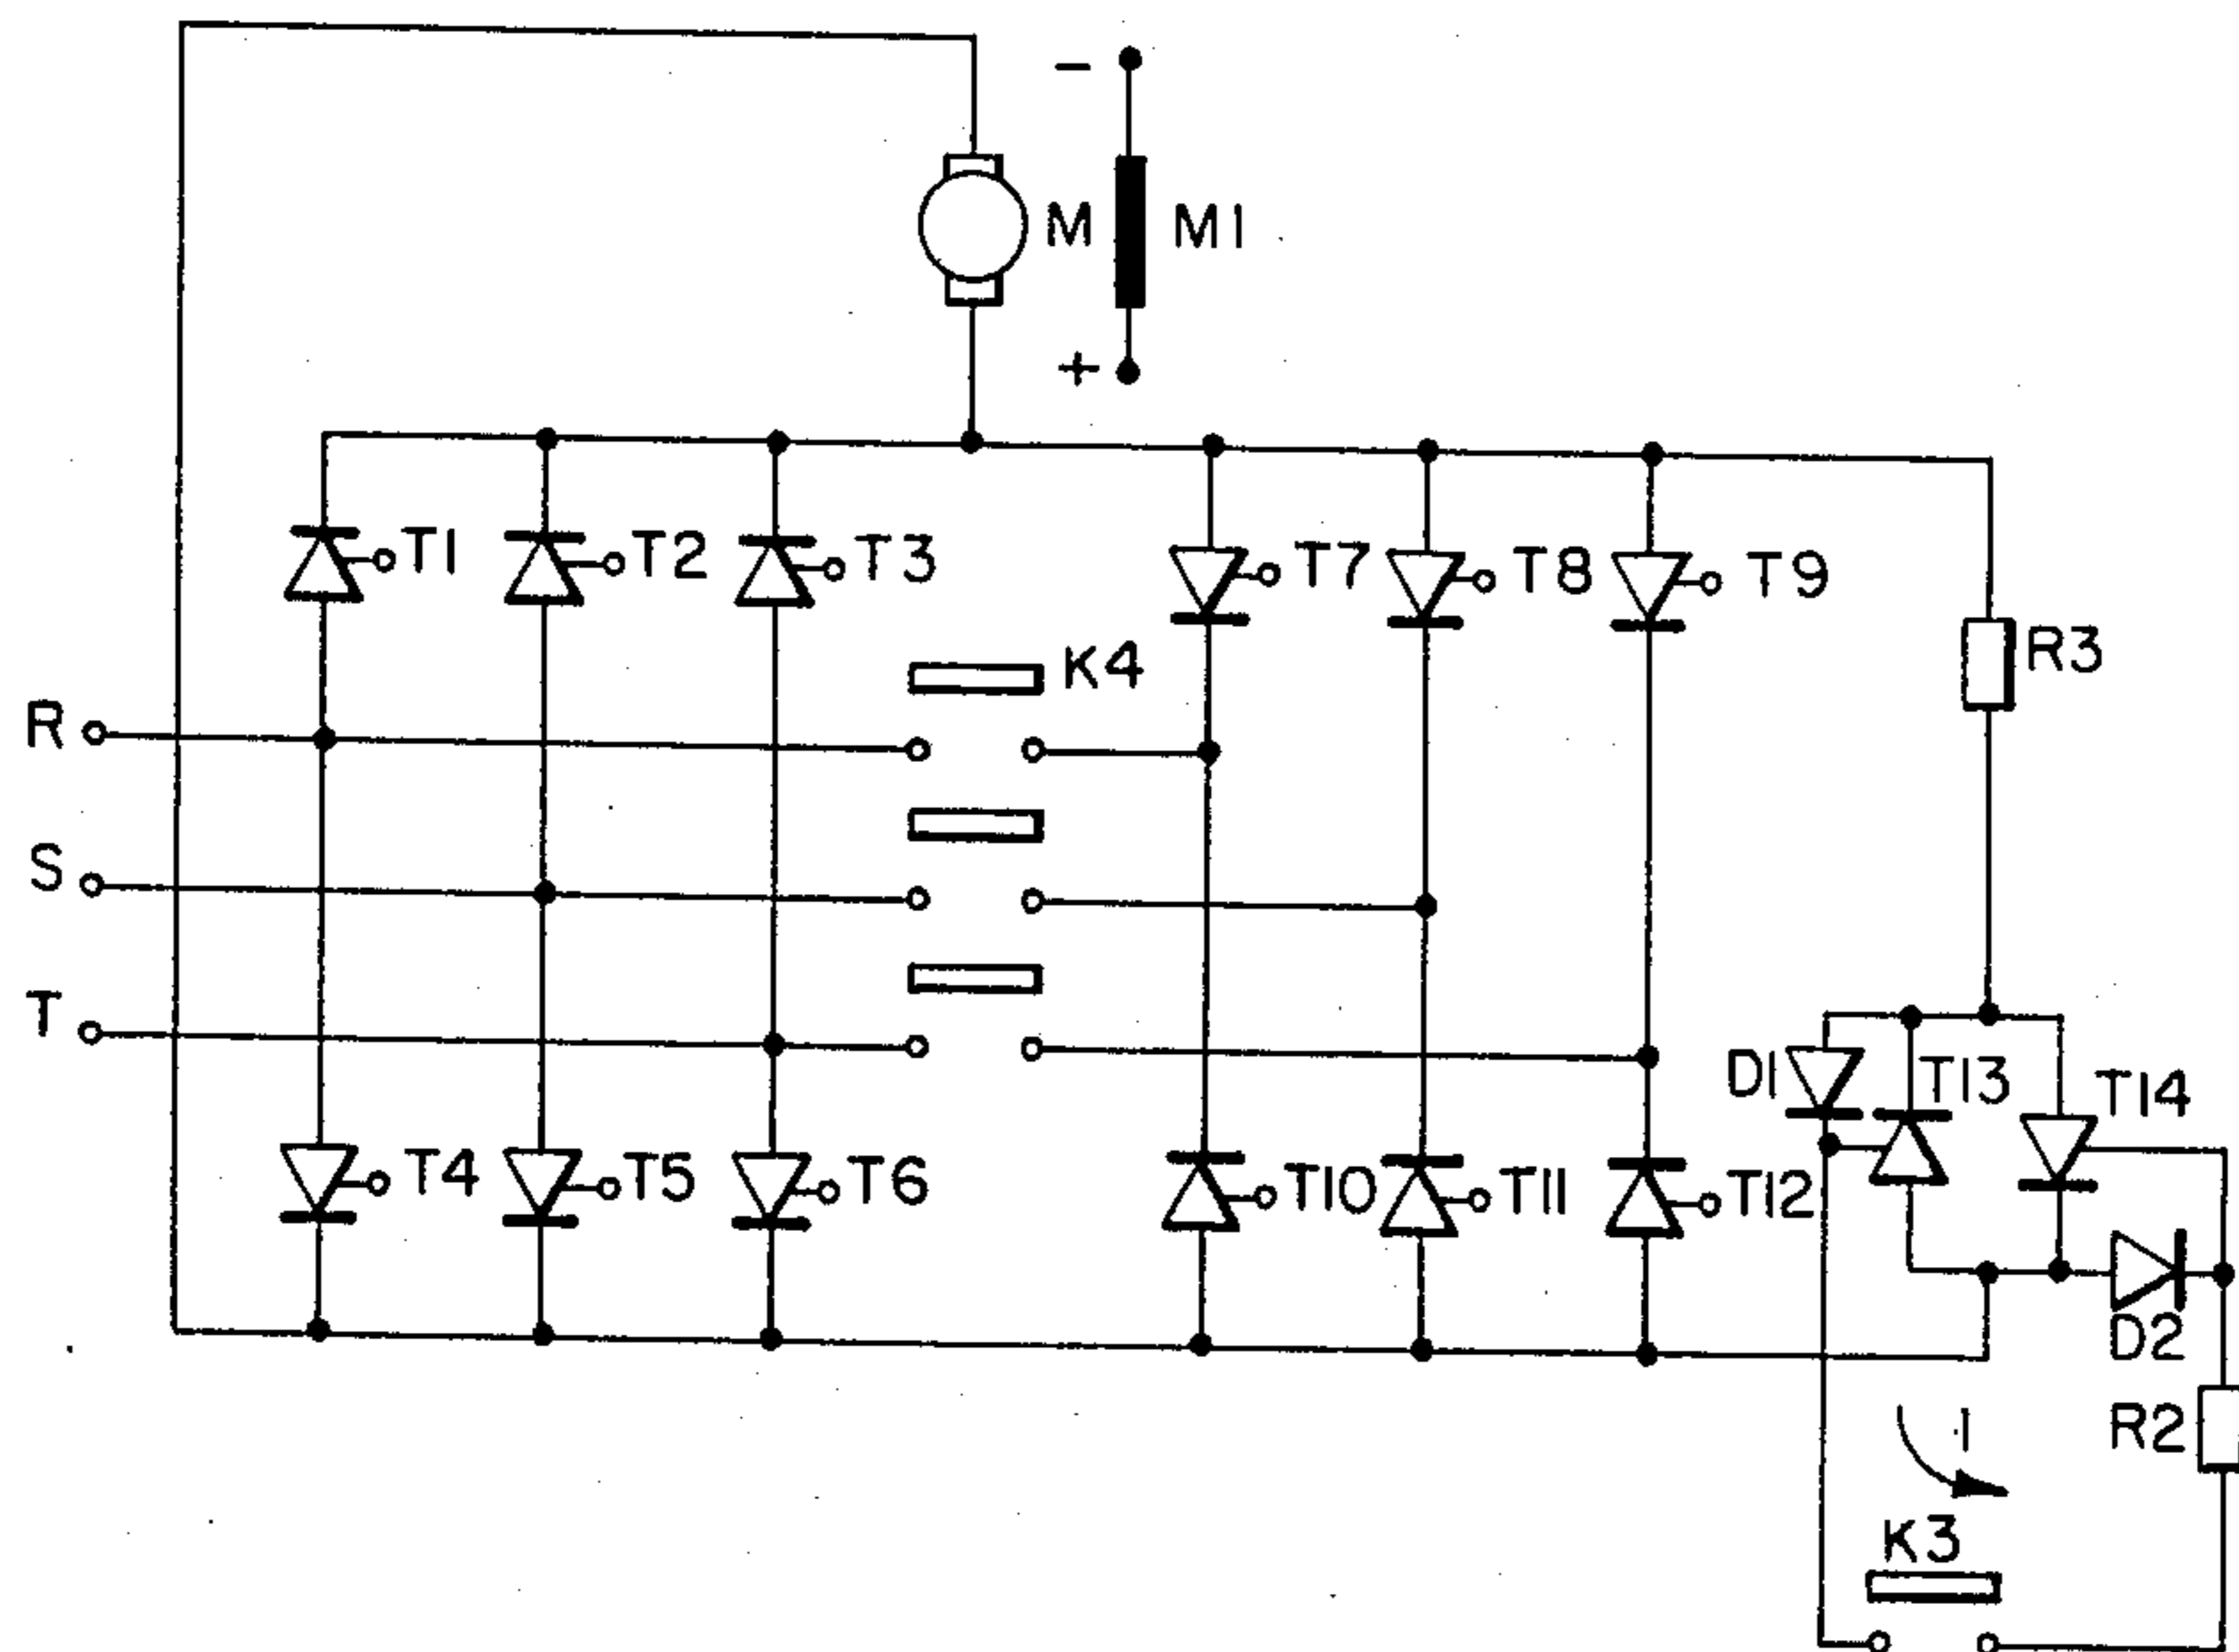 −
M M1
+
T1 T2 T3 T7 T8 T9
K4 R3
R
S
T
D1 T13 T14
T4 T5 T6 T10 T11 T12
D2
I R2
K3